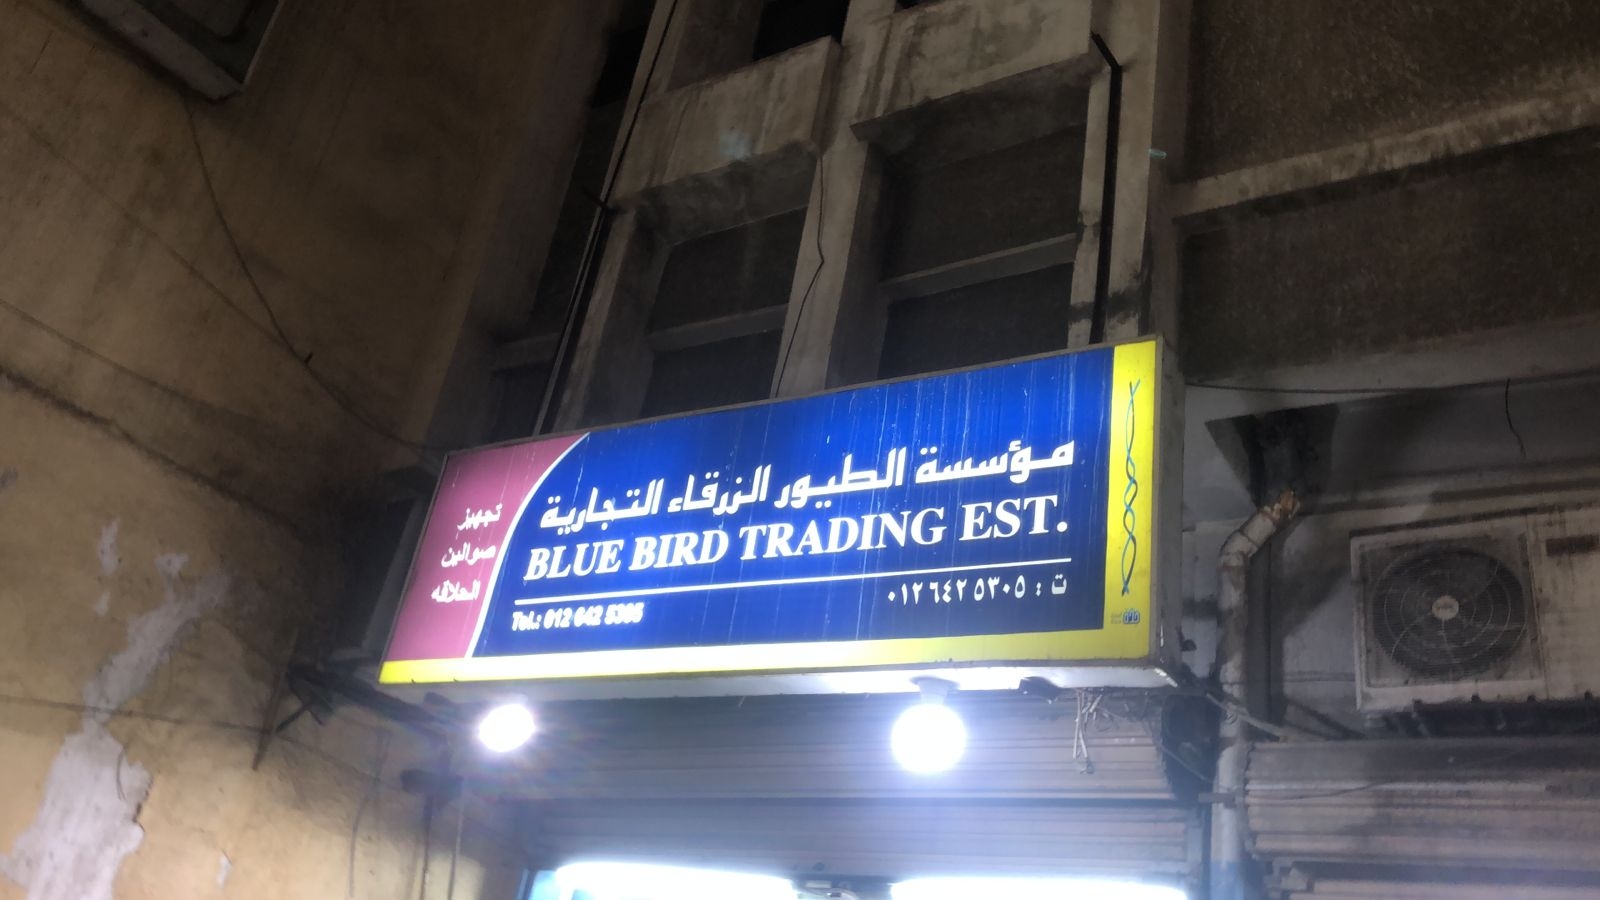 مؤسسة الطيور الزرقاء التجارية
BLUE BIRD TRADING EST.
ت : ٠١٢٦٤٢٥٣٠٥
Tel.: 012 642 5305
تجهيز
صوالين
الحلاقه